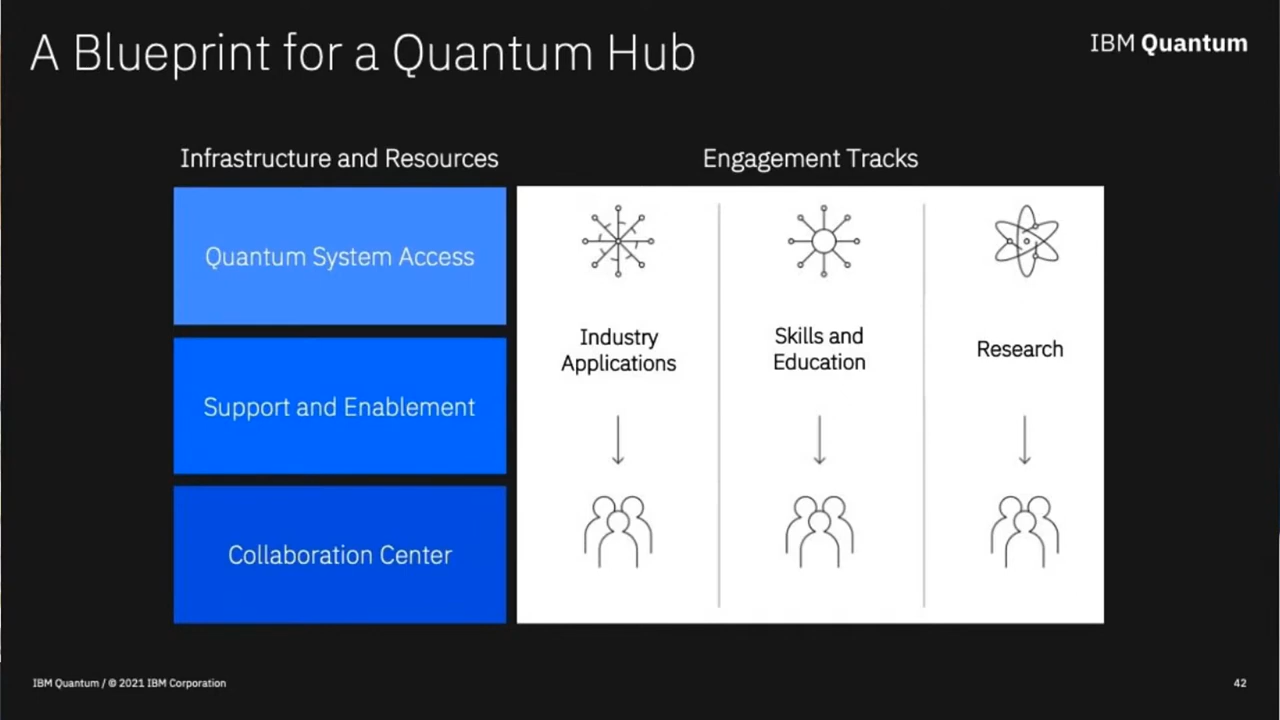 A Blueprint for a Quantum Hub
IBM Quantum
Infrastructure and Resources
Engagement Tracks
Quantum System Access
Support and Enablement
Collaboration Center
Industry
Applications
Skills and
Education
Research
IBM Quantum / © 2021 IBM Corporation
42